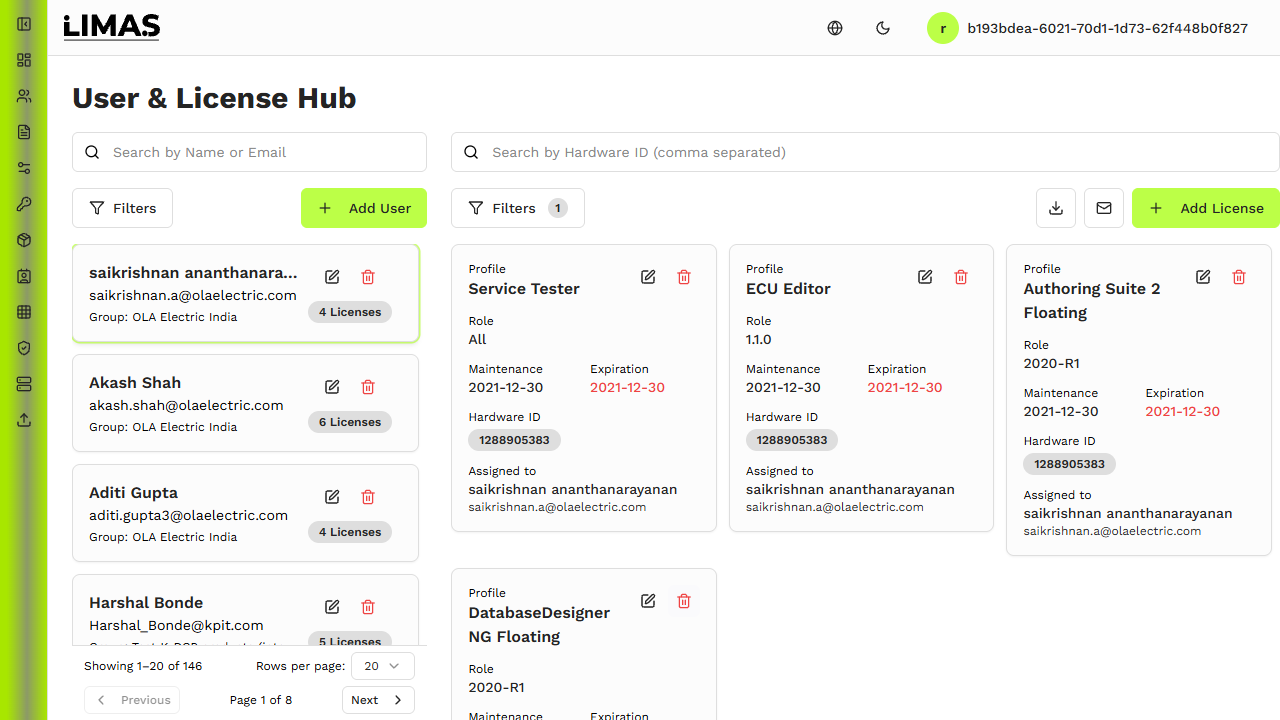 LIMAS
r
b193bdea-6021-70d1-1d73-62f448b0f827
User & License Hub
Search by Name or Email
Search by Hardware ID (comma separated)
Filters
Add User
Filters 1
Add License
saikrishnan ananthanara...
saikrishnan.a@olaelectric.com
Group: OLA Electric India
4 Licenses
Akash Shah
akash.shah@olaelectric.com
Group: OLA Electric India
6 Licenses
Aditi Gupta
aditi.gupta3@olaelectric.com
Group: OLA Electric India
4 Licenses
Harshal Bonde
Harshal_Bonde@kpit.com
5 Licenses
Showing 1–20 of 146
Rows per page: 20
Previous
Page 1 of 8
Next
Profile
Service Tester
Role
All
Maintenance Expiration
2021-12-30 2021-12-30
Hardware ID
1288905383
Assigned to
saikrishnan ananthanarayanan
saikrishnan.a@olaelectric.com
Profile
ECU Editor
Role
1.1.0
Maintenance Expiration
2021-12-30 2021-12-30
Hardware ID
1288905383
Assigned to
saikrishnan ananthanarayanan
saikrishnan.a@olaelectric.com
Profile
Authoring Suite 2
Floating
Role
2020-R1
Maintenance Expiration
2021-12-30 2021-12-30
Hardware ID
1288905383
Assigned to
saikrishnan ananthanarayanan
saikrishnan.a@olaelectric.com
Profile
DatabaseDesigner
NG Floating
Role
2020-R1
Maintenance Expiration